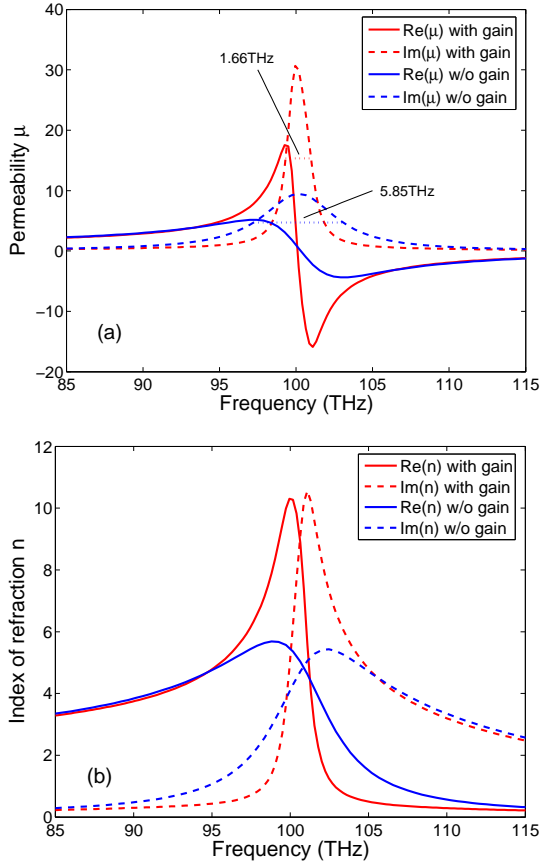 Permeability μ
40
30
20
10
0
−10
−20
Re(μ) with gain
Im(μ) with gain
Re(μ) w/o gain
Im(μ) w/o gain
1.66THz
5.85THz
(a)
85 90 95 100 105 110 115
Frequency (THz)
Index of refraction n
12
10
8
6
4
2
0
Re(n) with gain
Im(n) with gain
Re(n) w/o gain
Im(n) w/o gain
(b)
85 90 95 100 105 110 115
Frequency (THz)